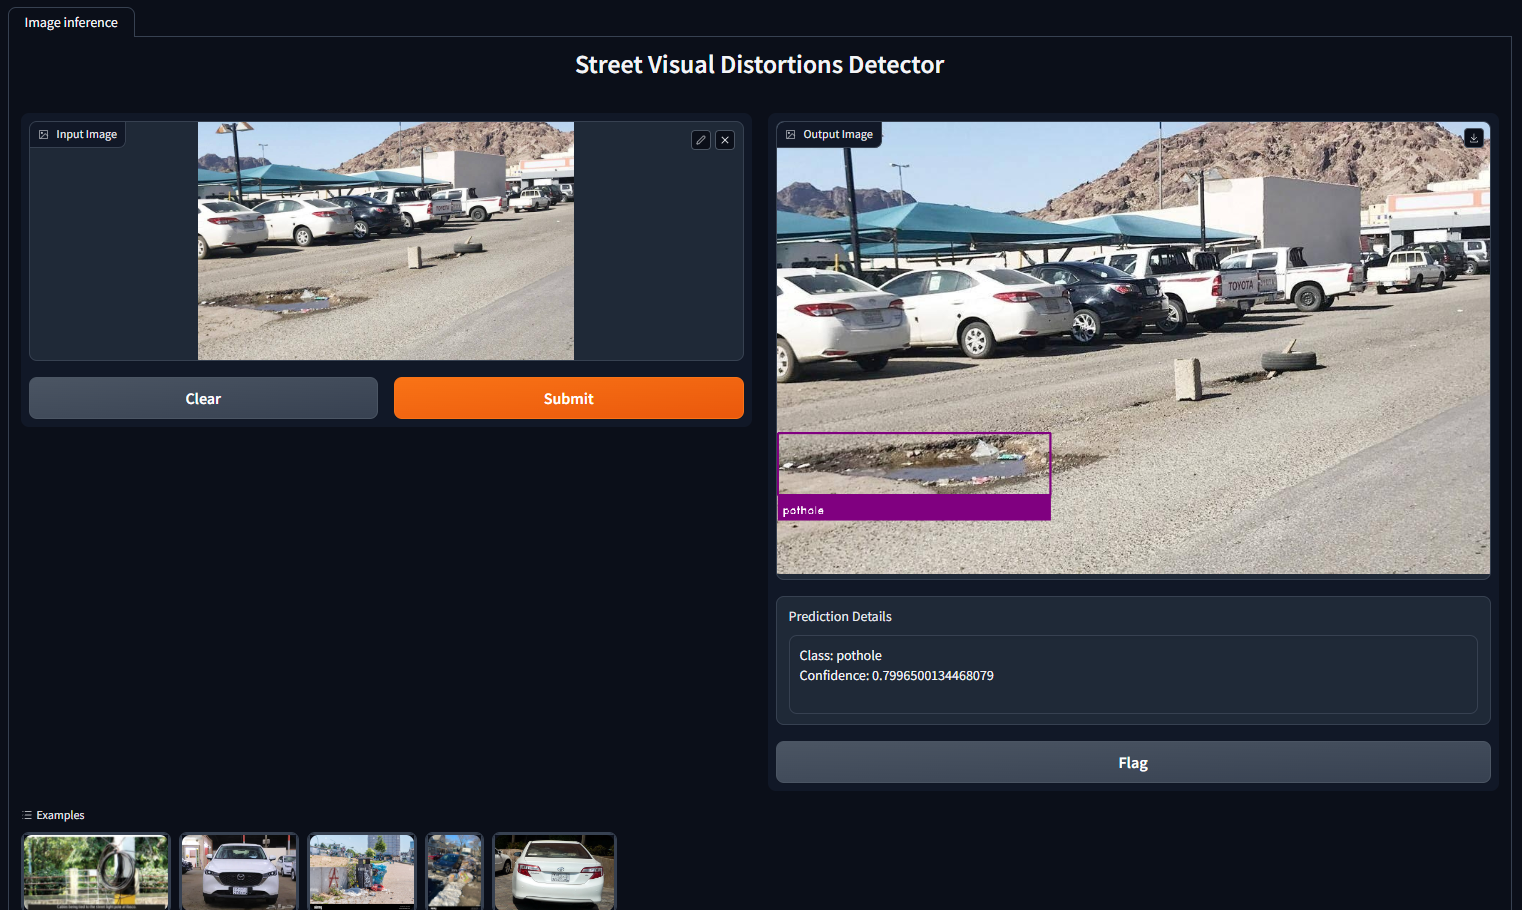 Image inference
Street Visual Distortions Detector
Input Image
Clear
Submit
Output Image
TOYOTA
pothole
Prediction Details
Class: pothole
Confidence: 0.7996500134468079
Flag
Examples